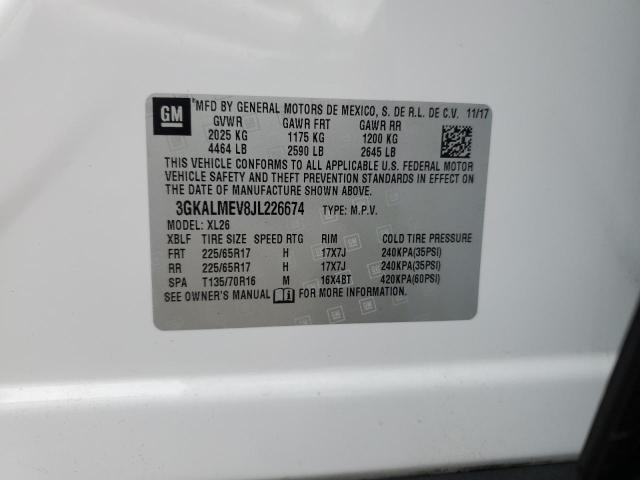 GM
MFD BY GENERAL MOTORS DE MEXICO, S. DE R.L. DE C.V. 11/17
GVWR GAWR FRT GAWR RR
2025 KG 1175 KG 1200 KG
4464 LB 2590 LB 2645 LB
THIS VEHICLE CONFORMS TO ALL APPLICABLE U.S. FEDERAL MOTOR
VEHICLE SAFETY AND THEFT PREVENTION STANDARDS IN EFFECT ON
THE DATE OF MANUFACTURE SHOWN ABOVE.
3GKALMEV8JL226674 TYPE: M.P.V.
MODEL: XL26
XBLF TIRE SIZE SPEED RTG RIM COLD TIRE PRESSURE
FRT 225/65R17 H 17X7J 240KPA(35PSI)
RR 225/65R17 H 17X7J 240KPA(35PSI)
SPA T135/70R16 M 16X4BT 420KPA(60PSI)
SEE OWNER'S MANUAL FOR MORE INFORMATION.